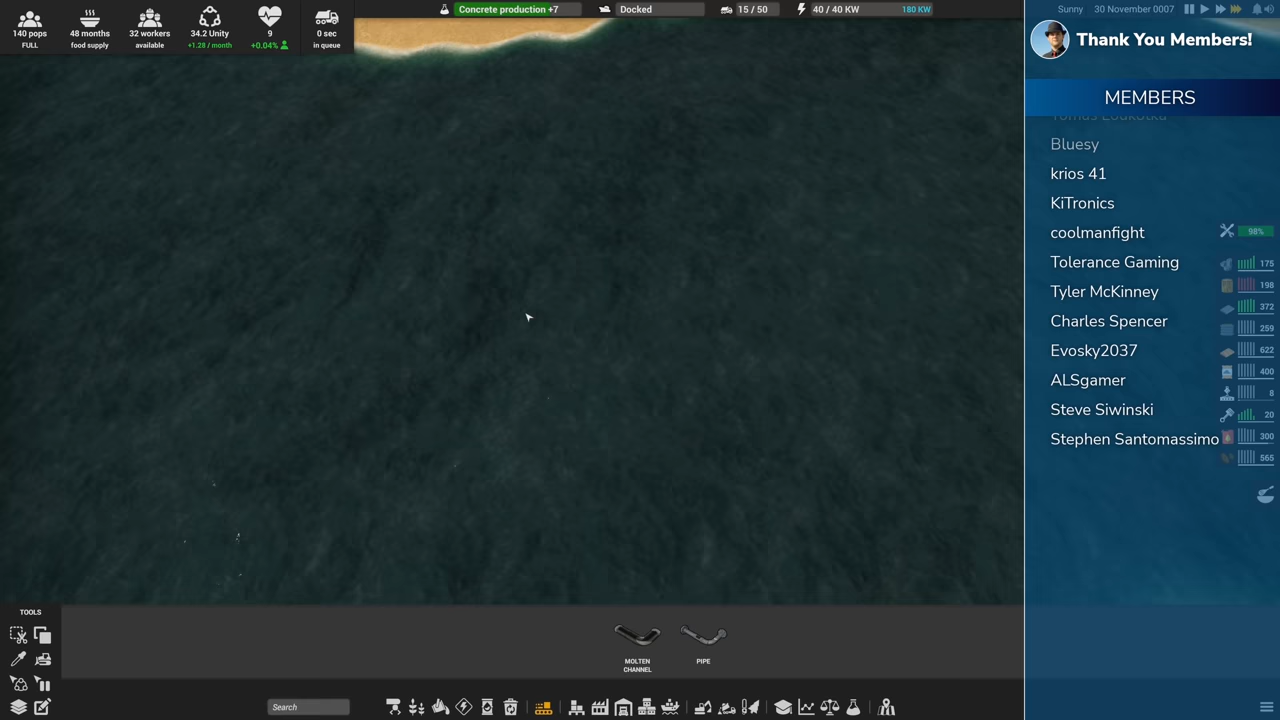 140 pops
FULL
48 months
food supply
32 workers
available
34.2 Unity
+1.28 / month
9
+0.04%
0 sec
in queue
Concrete production +7
Docked
15 / 50
40 / 40 KW
180 KW
Sunny
30 November 0007
Thank You Members!
MEMBERS
Tomas Loukotka
Bluesy
krios 41
KiTronics
coolmanfight
Tolerance Gaming
Tyler McKinney
Charles Spencer
Evosky2037
ALSgamer
Steve Siwinski
Stephen Santomassimo
98%
175
198
372
259
622
400
8
20
300
565
TOOLS
MOLTEN
CHANNEL
PIPE
Search